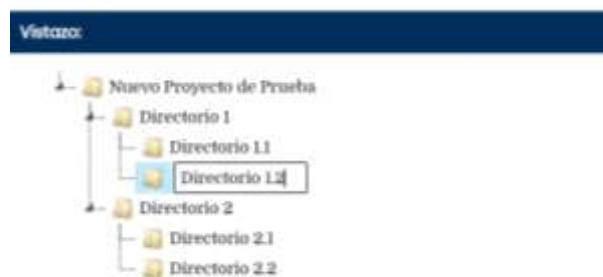 Vistazo:
Nuevo Proyecto de Prueba
Directorio 1
Directorio 1.1
Directorio 1.2
Directorio 2
Directorio 2.1
Directorio 2.2